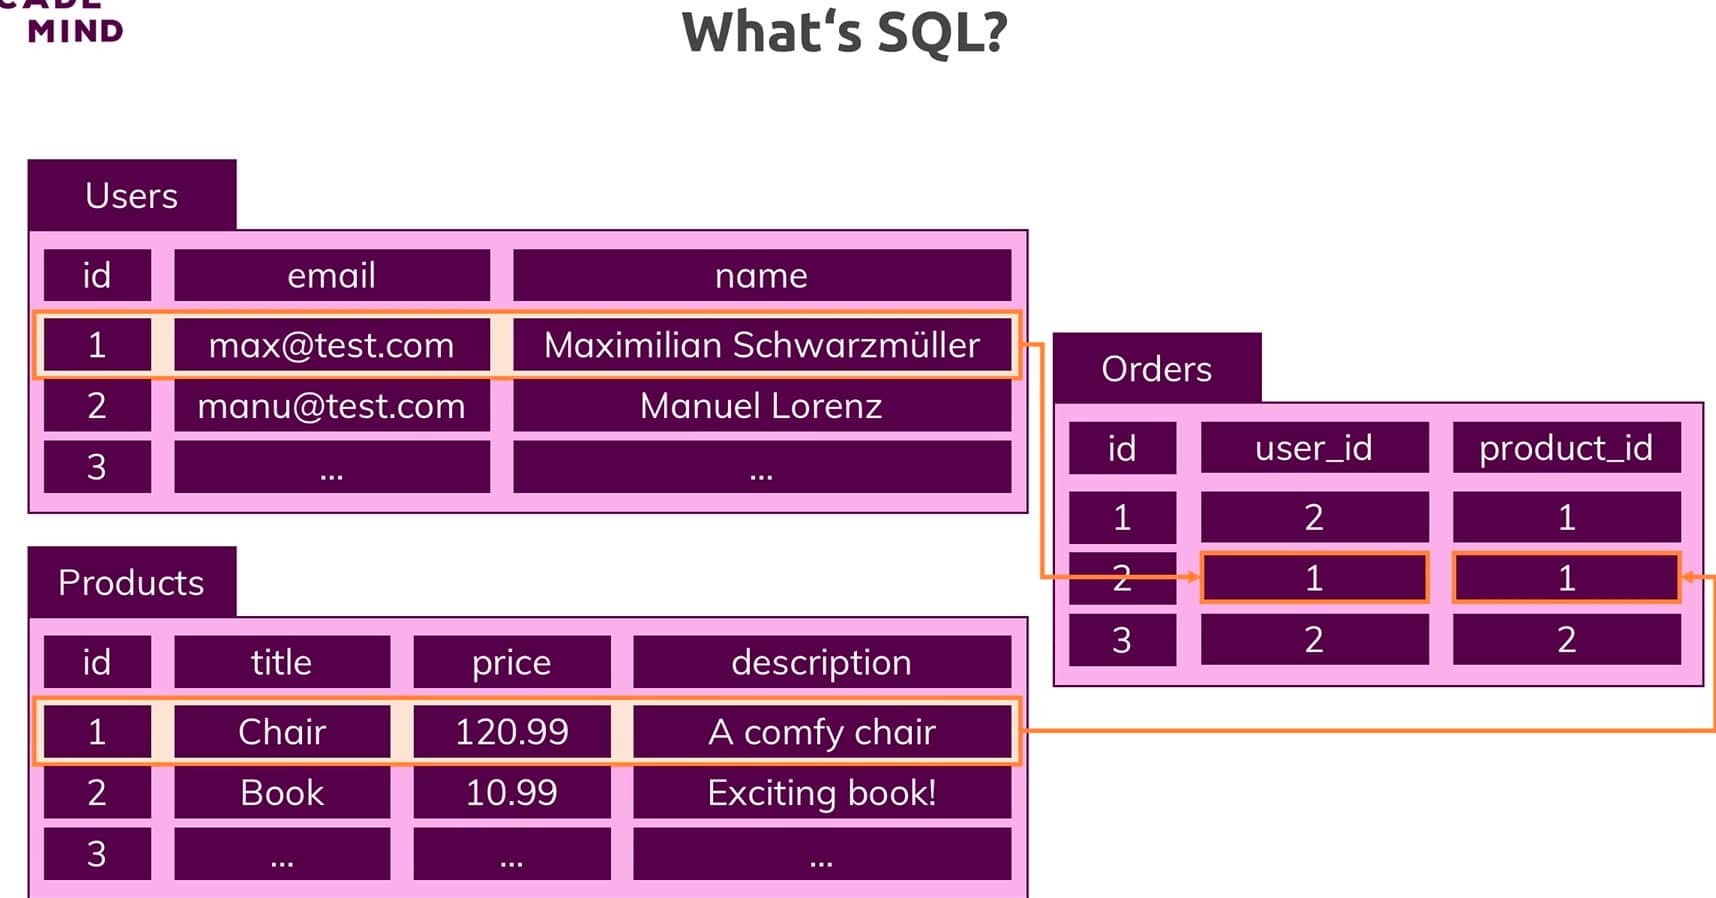 MIND
What‘s SQL?
Users
id email name
1 max@test.com Maximilian Schwarzmüller
2 manu@test.com Manuel Lorenz
3 ... ...
Orders
id user_id product_id
1 2 1
2 1 1
3 2 2
Products
id title price description
1 Chair 120.99 A comfy chair
2 Book 10.99 Exciting book!
3 ... ... ...